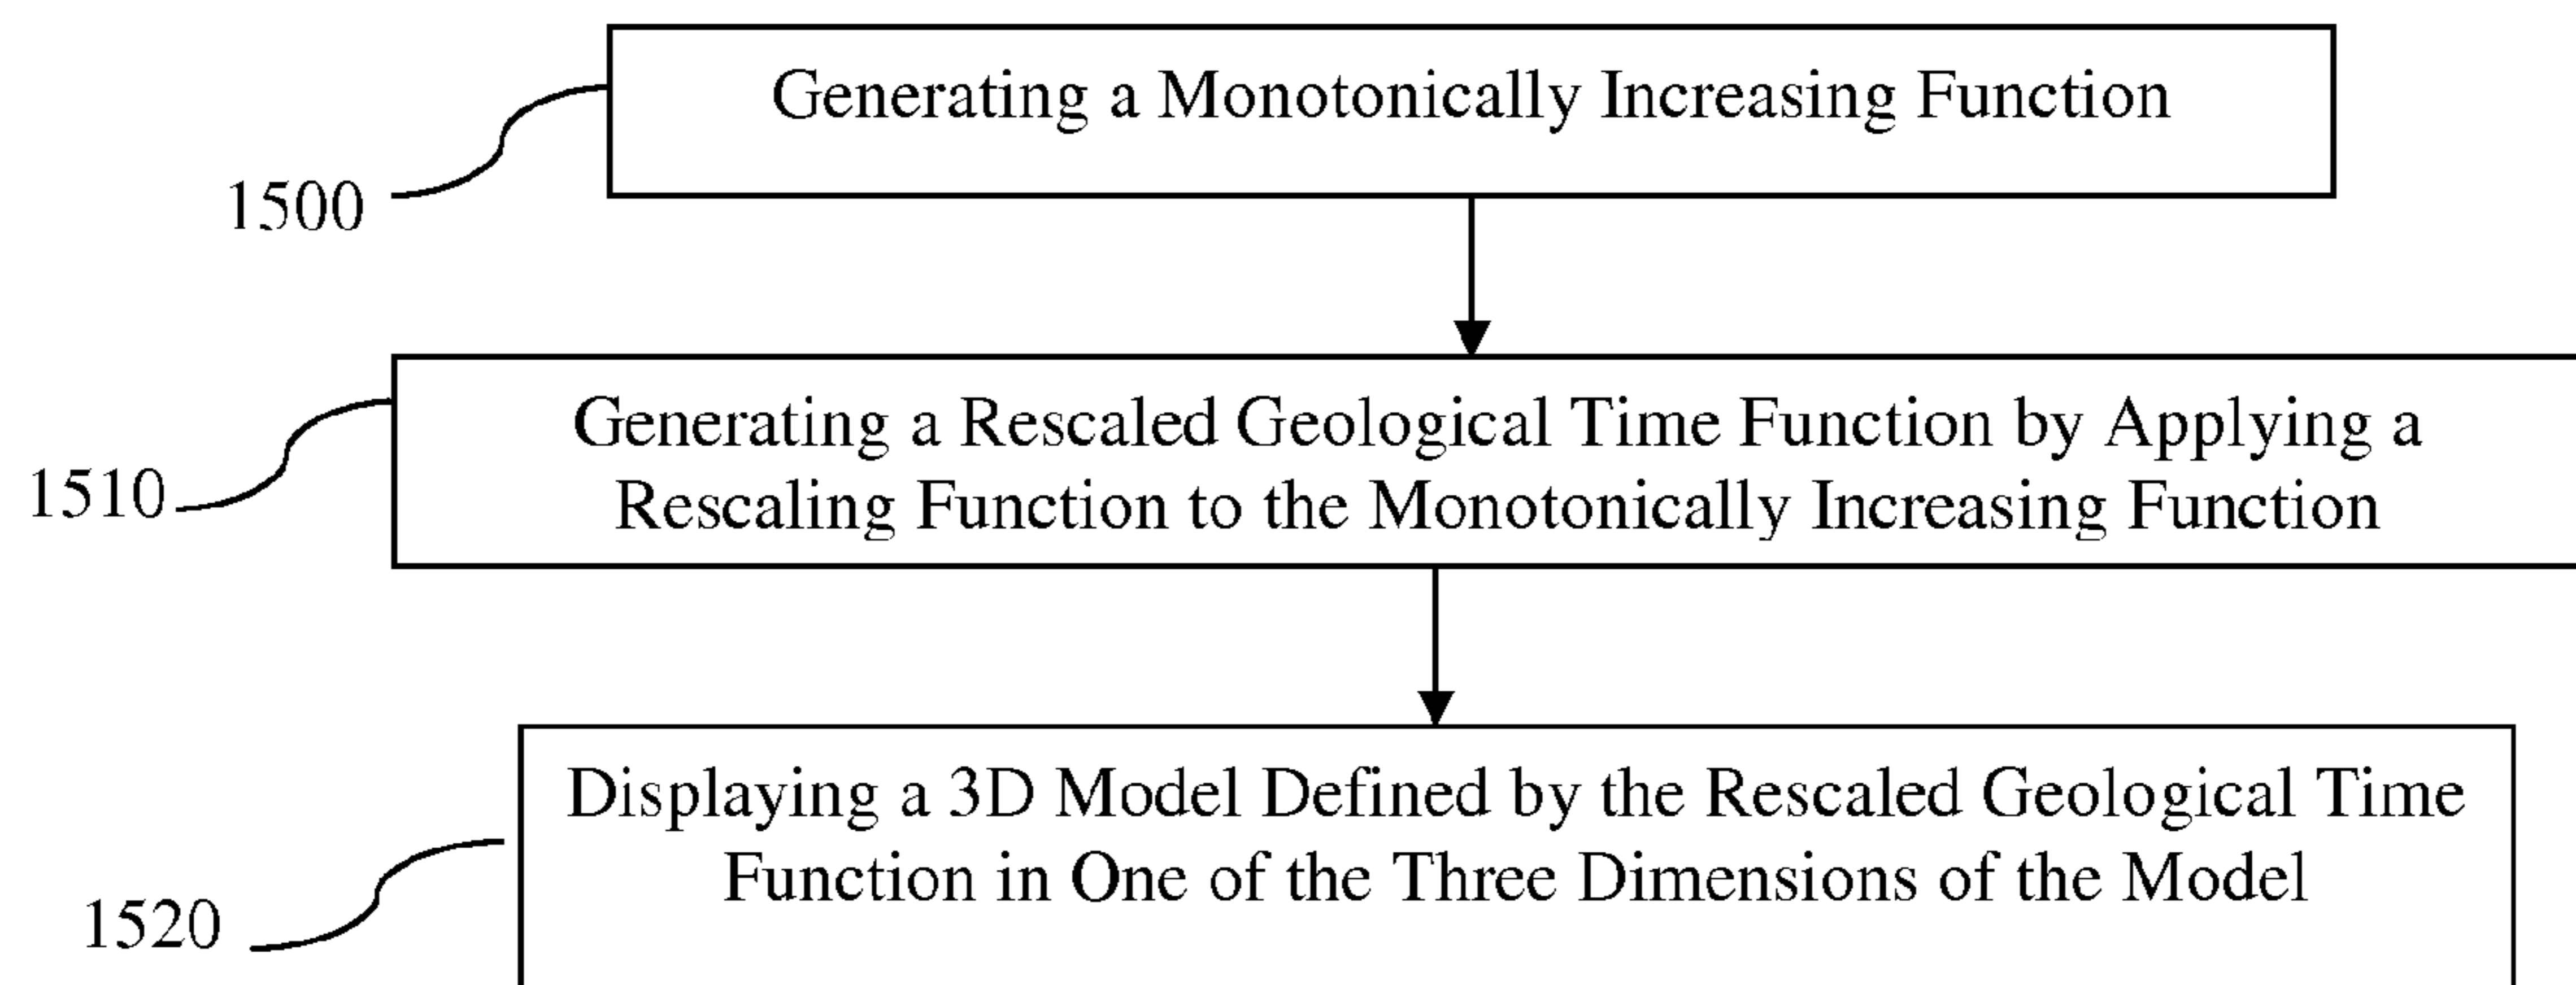 Generating a Monotonically Increasing Function
1500
Generating a Rescaled Geological Time Function by Applying a
Rescaling Function to the Monotonically Increasing Function
1510
Displaying a 3D Model Defined by the Rescaled Geological Time
Function in One of the Three Dimensions of the Model
1520